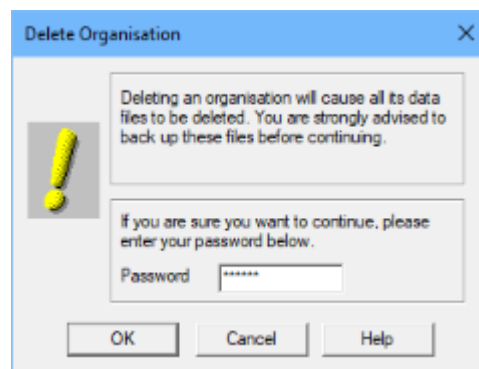 Delete Organisation
Deleting an organisation will cause all its data
files to be deleted. You are strongly advised to
back up these files before continuing.
If you are sure you want to continue, please
enter your password below.
Password ******
OK Cancel Help